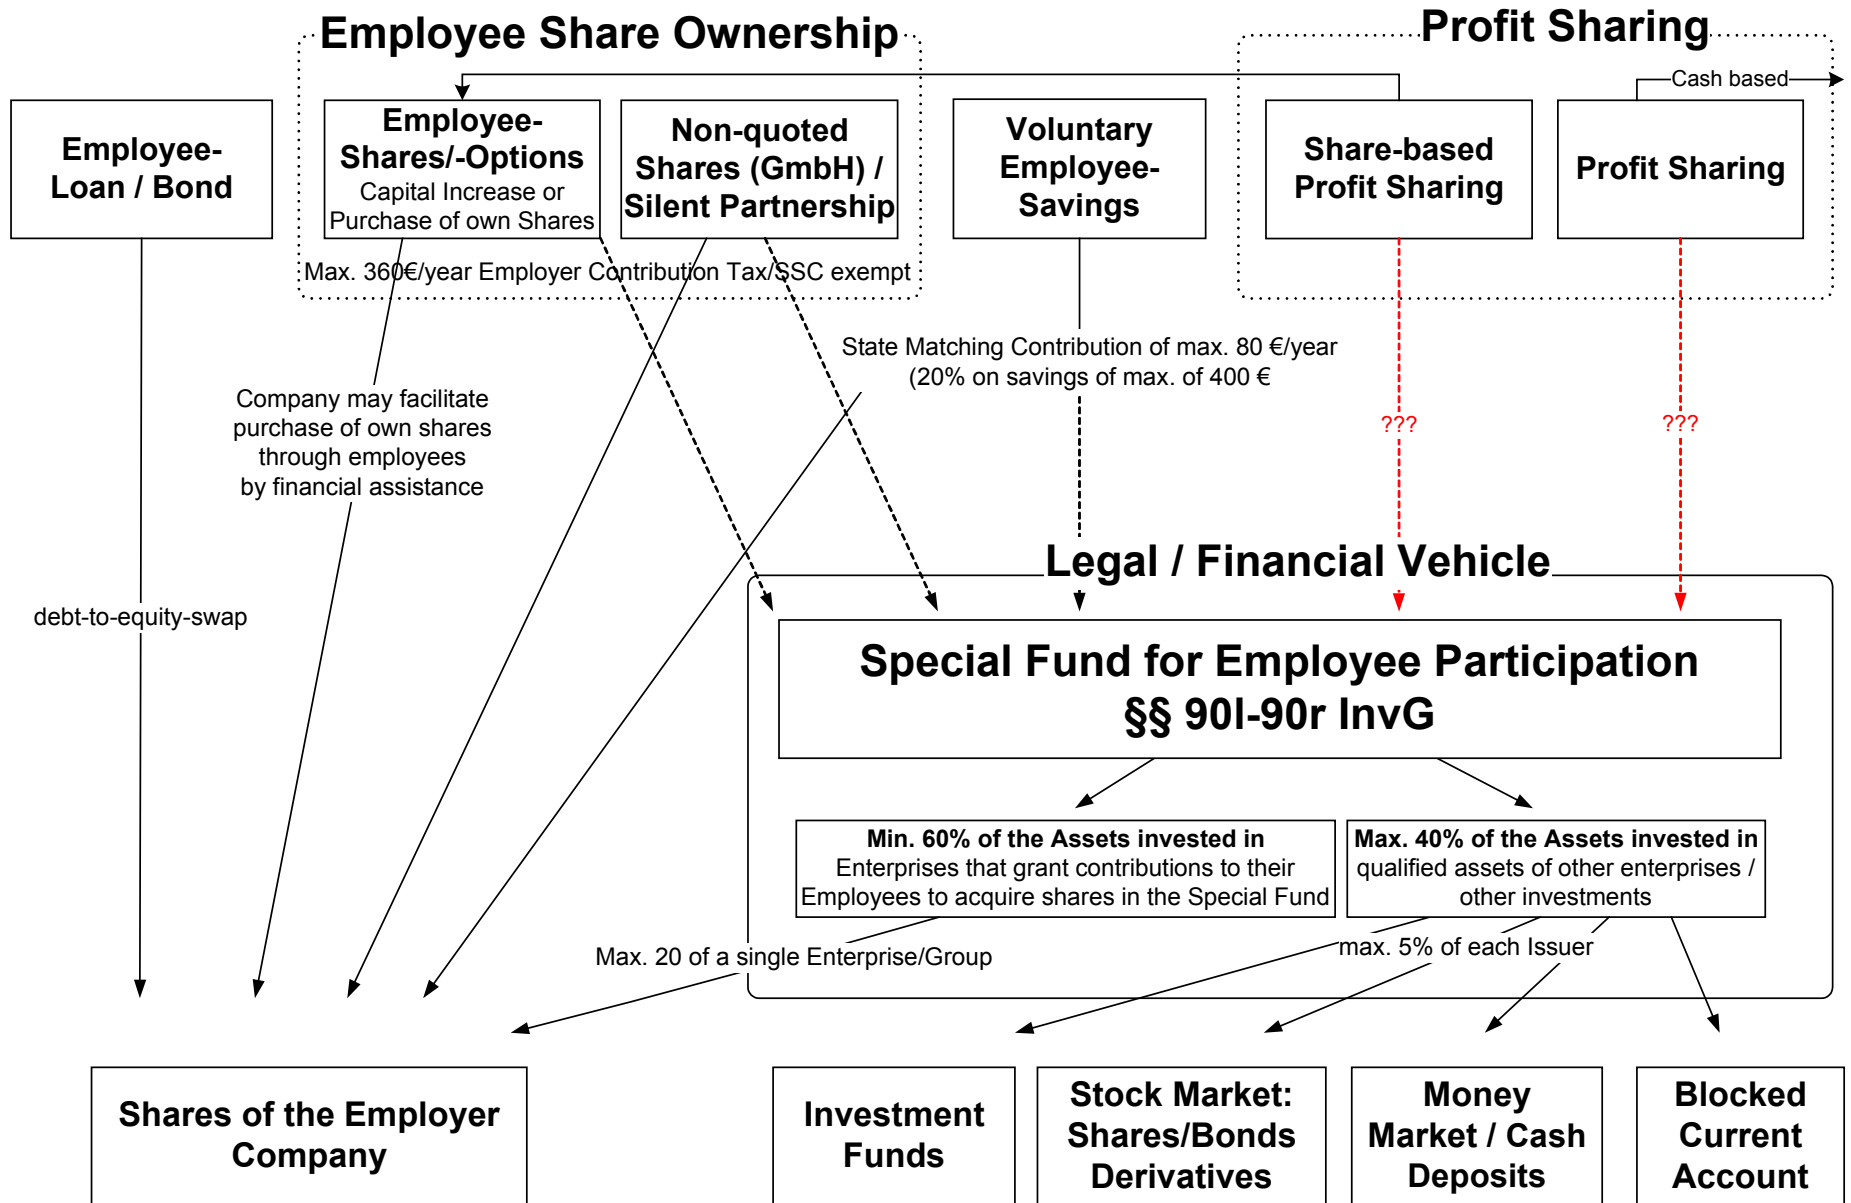 Employee Share Ownership
Profit Sharing
Cash based
Employee-
Loan / Bond
Employee-
Shares/-Options
Capital Increase or
Purchase of own Shares
Non-quoted
Shares (GmbH) /
Silent Partnership
Voluntary
Employee-
Savings
Share-based
Profit Sharing
Profit Sharing
Max. 360€/year Employer Contribution Tax/SSC exempt
State Matching Contribution of max. 80 €/year
(20% on savings of max. of 400 €
Company may facilitate
purchase of own shares
through employees
by financial assistance
???
???
debt-to-equity-swap
Legal / Financial Vehicle
Special Fund for Employee Participation
§§ 90l-90r InvG
Min. 60% of the Assets invested in
Enterprises that grant contributions to their
Employees to acquire shares in the Special Fund
Max. 40% of the Assets invested in
qualified assets of other enterprises /
other investments
Max. 20 of a single Enterprise/Group
max. 5% of each Issuer
Shares of the Employer
Company
Investment
Funds
Stock Market:
Shares/Bonds
Derivatives
Money
Market / Cash
Deposits
Blocked
Current
Account